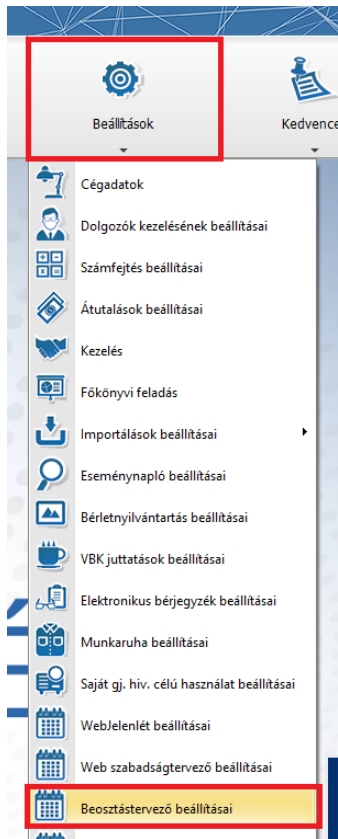 Beállítások
Kedvence
Cégadatok
Dolgozók kezelésének beállításai
Számfejtés beállításai
Átutalások beállításai
Kezelés
Főkönyvi feladás
Importálások beállításai
Eseménynapló beállításai
Bérletnyilvántartás beállításai
VBK juttatások beállításai
Elektronikus bérjegyzék beállításai
Munkaruha beállításai
Saját gj. hiv. célú használat beállításai
WebJelenlét beállításai
Web szabadságtervező beállításai
Beosztástervező beállításai